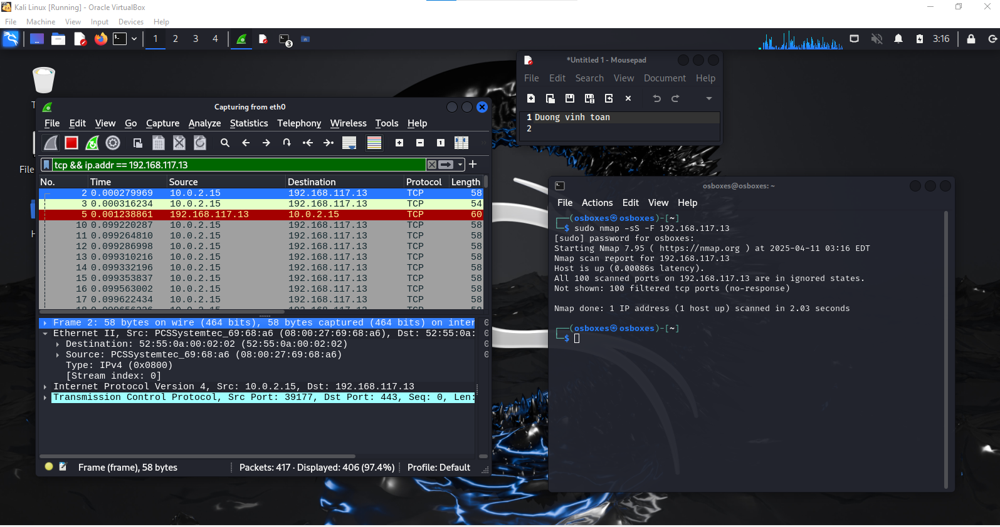 Kali Linux [Running] - Oracle VirtualBox
File Machine View Input Devices Help
1 2 3 4
3
3:16
*Untitled 1 - Mousepad
File Edit Search View Document Help
1 Duong vinh toan
2
File
Capturing from eth0
File Edit View Go Capture Analyze Statistics Telephony Wireless Tools Help
tcp && ip.addr == 192.168.117.13
No. Time Source Destination Protocol Length
2 0.000279969 10.0.2.15 192.168.117.13 TCP 58
3 0.000316234 10.0.2.15 192.168.117.13 TCP 54
5 0.001238861 192.168.117.13 10.0.2.15 TCP 60
10 0.099220287 10.0.2.15 192.168.117.13 TCP 58
11 0.099264810 10.0.2.15 192.168.117.13 TCP 58
12 0.099286998 10.0.2.15 192.168.117.13 TCP 58
13 0.099310216 10.0.2.15 192.168.117.13 TCP 58
14 0.099332196 10.0.2.15 192.168.117.13 TCP 58
15 0.099353837 10.0.2.15 192.168.117.13 TCP 58
16 0.099563002 10.0.2.15 192.168.117.13 TCP 58
17 0.099622434 10.0.2.15 192.168.117.13 TCP 58
Frame 2: 58 bytes on wire (464 bits), 58 bytes captured (464 bits) on inter
Ethernet II, Src: PCSSystemtec_69:68:a6 (08:00:27:69:68:a6), Dst: 52:55:0a:
Destination: 52:55:0a:00:02:02 (52:55:0a:00:02:02)
Source: PCSSystemtec_69:68:a6 (08:00:27:69:68:a6)
Type: IPv4 (0x0800)
[Stream index: 0]
Internet Protocol Version 4, Src: 10.0.2.15, Dst: 192.168.117.13
Transmission Control Protocol, Src Port: 39177, Dst Port: 443, Seq: 0, Len:
Frame (frame), 58 bytes
Packets: 417 · Displayed: 406 (97.4%)
Profile: Default
osboxes@osboxes: ~
File Actions Edit View Help
(osboxes㉿osboxes)-[~]
$ sudo nmap -sS -F 192.168.117.13
[sudo] password for osboxes:
Starting Nmap 7.95 ( https://nmap.org ) at 2025-04-11 03:16 EDT
Nmap scan report for 192.168.117.13
Host is up (0.00086s latency).
All 100 scanned ports on 192.168.117.13 are in ignored states.
Not shown: 100 filtered tcp ports (no-response)
Nmap done: 1 IP address (1 host up) scanned in 2.03 seconds
(osboxes㉿osboxes)-[~]
$